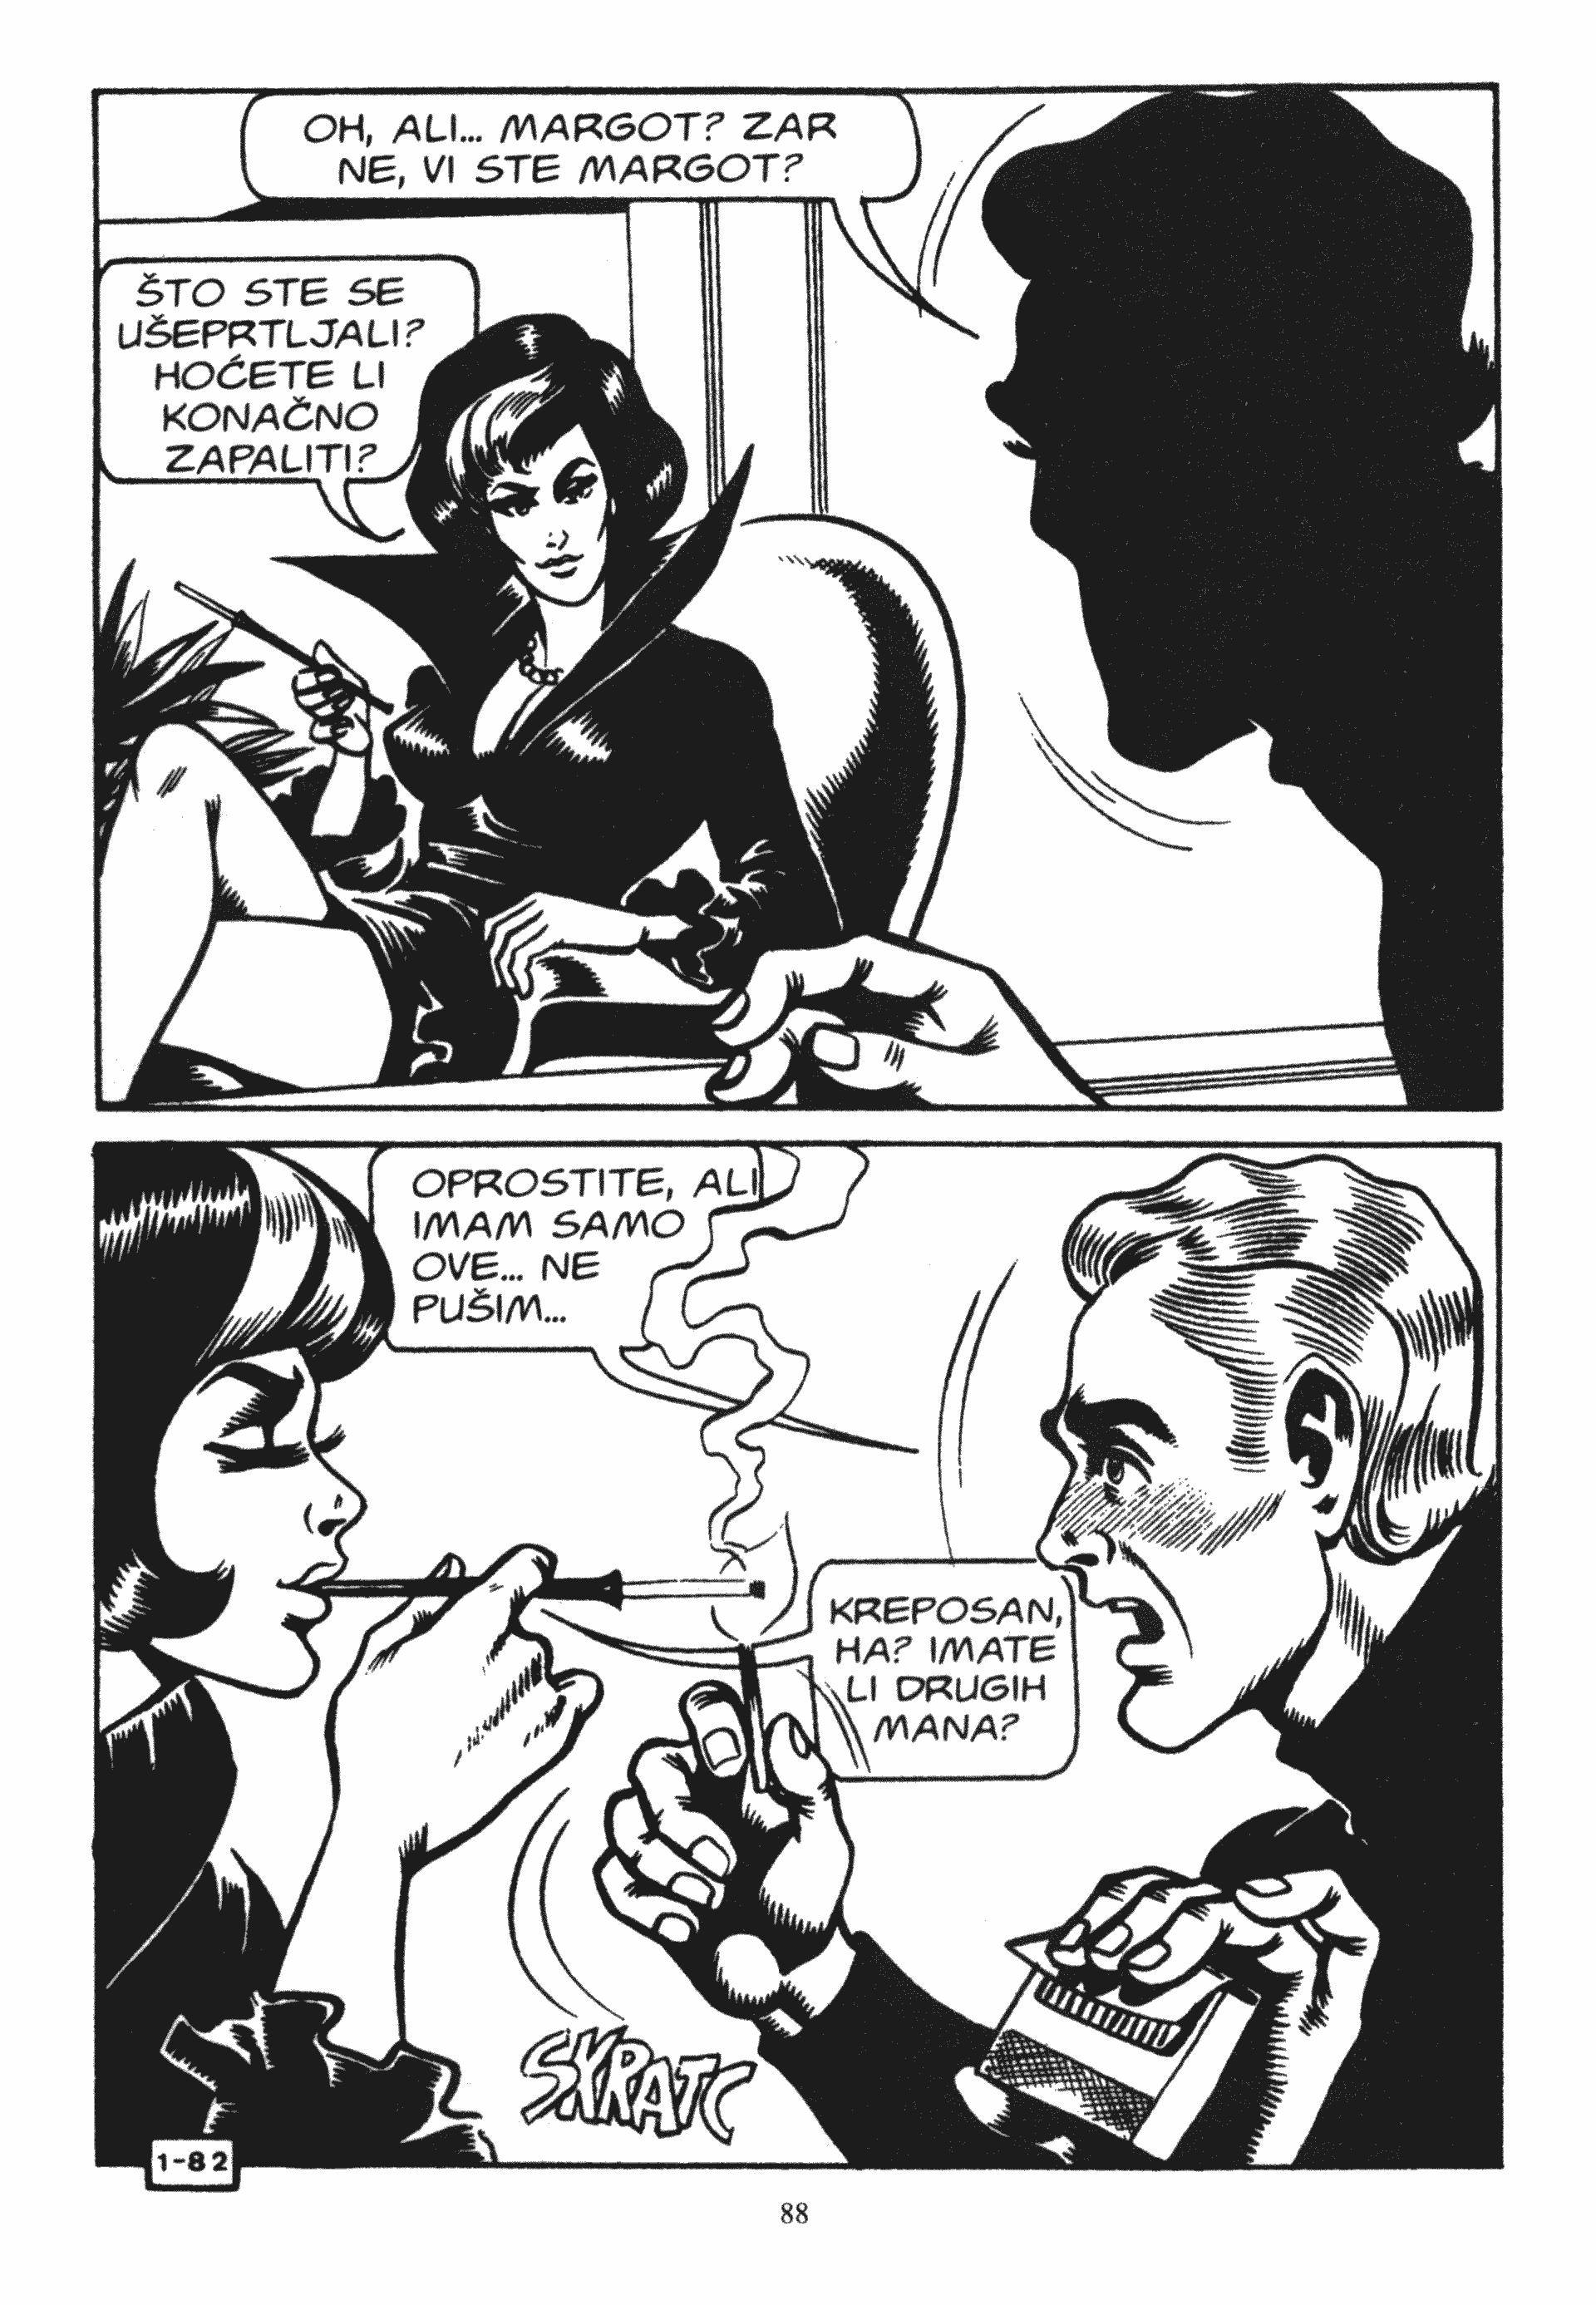 OH, ALI... MARGOT? ZAR
NE, VI STE MARGOT?
ŠTO STE SE
UŠEPRTLJALI?
HOĆETE LI
KONAČNO
ZAPALITI?
OPROSTITE, ALI
IMAM SAMO
OVE... NE
PUŠIM...
KREPOSAN,
HA? IMATE
LI DRUGIH
MANA?
SKRATC
1-82
88